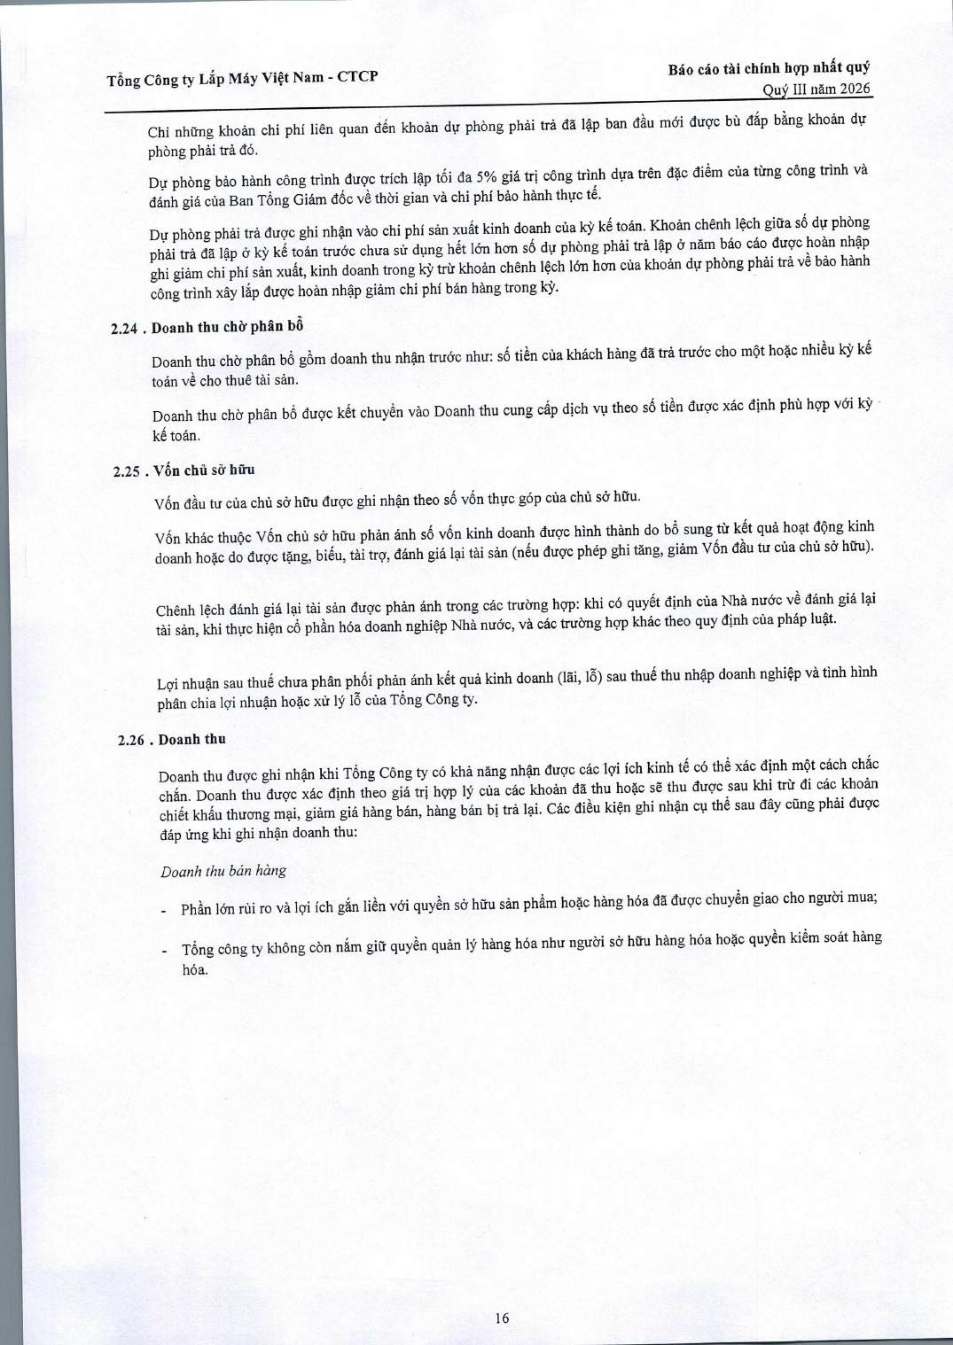 Tổng Công ty Lắp Máy Việt Nam - CTCP
Báo cáo tài chính hợp nhất quý
Quý III năm 2026
Chỉ những khoản chi phí liên quan đến khoản dự phòng phải trả đã lập ban đầu mới được bù đắp bằng khoản dự
phòng phải trả đó.
Dự phòng bảo hành công trình được trích lập tối đa 5% giá trị công trình dựa trên đặc điểm của từng công trình và
đánh giá của Ban Tổng Giám đốc về thời gian và chi phí bảo hành thực tế.
Dự phòng phải trả được ghi nhận vào chi phí sản xuất kinh doanh của kỳ kế toán. Khoản chênh lệch giữa số dự phòng
phải trả đã lập ở kỳ kế toán trước chưa sử dụng hết lớn hơn số dự phòng phải trả lập ở năm báo cáo được hoàn nhập
ghi giảm chi phí sản xuất, kinh doanh trong kỳ trừ khoản chênh lệch lớn hơn của khoản dự phòng phải trả về bảo hành
công trình xây lắp được hoàn nhập giảm chi phí bán hàng trong kỳ.
2.24 . Doanh thu chờ phân bổ
Doanh thu chờ phân bổ gồm doanh thu nhận trước như: số tiền của khách hàng đã trả trước cho một hoặc nhiều kỳ kế
toán về cho thuê tài sản.
Doanh thu chờ phân bổ được kết chuyển vào Doanh thu cung cấp dịch vụ theo số tiền được xác định phù hợp với kỳ
kế toán.
2.25 . Vốn chủ sở hữu
Vốn đầu tư của chủ sở hữu được ghi nhận theo số vốn thực góp của chủ sở hữu.
Vốn khác thuộc Vốn chủ sở hữu phản ánh số vốn kinh doanh được hình thành do bổ sung từ kết quả hoạt động kinh
doanh hoặc do được tặng, biếu, tài trợ, đánh giá lại tài sản (nếu được phép ghi tăng, giảm Vốn đầu tư của chủ sở hữu).
Chênh lệch đánh giá lại tài sản được phản ánh trong các trường hợp: khi có quyết định của Nhà nước về đánh giá lại
tài sản, khi thực hiện cổ phần hóa doanh nghiệp Nhà nước, và các trường hợp khác theo quy định của pháp luật.
Lợi nhuận sau thuế chưa phân phối phản ánh kết quả kinh doanh (lãi, lỗ) sau thuế thu nhập doanh nghiệp và tình hình
phân chia lợi nhuận hoặc xử lý lỗ của Tổng Công ty.
2.26 . Doanh thu
Doanh thu được ghi nhận khi Tổng Công ty có khả năng nhận được các lợi ích kinh tế có thể xác định một cách chắc
chắn. Doanh thu được xác định theo giá trị hợp lý của các khoản đã thu hoặc sẽ thu được sau khi trừ đi các khoản
chiết khấu thương mại, giảm giá hàng bán, hàng bán bị trả lại. Các điều kiện ghi nhận cụ thể sau đây cũng phải được
đáp ứng khi ghi nhận doanh thu:
Doanh thu bán hàng
- Phần lớn rủi ro và lợi ích gắn liền với quyền sở hữu sản phẩm hoặc hàng hóa đã được chuyển giao cho người mua;
- Tổng công ty không còn nắm giữ quyền quản lý hàng hóa như người sở hữu hàng hóa hoặc quyền kiểm soát hàng
hóa.
16